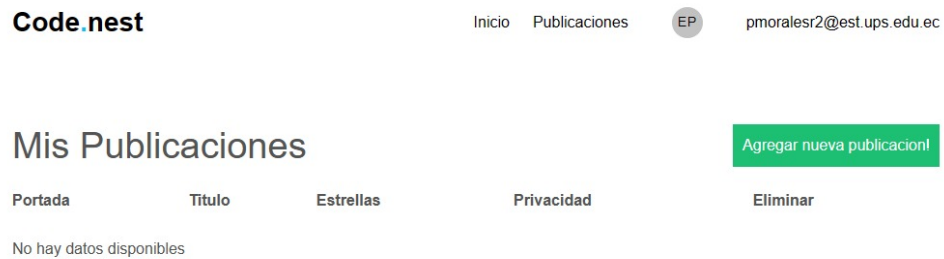 Code.nest Inicio Publicaciones EP pmoralesr2@est.ups.edu.ec
Mis Publicaciones Agregar nueva publicacion!
Portada Titulo Estrellas Privacidad Eliminar
No hay datos disponibles